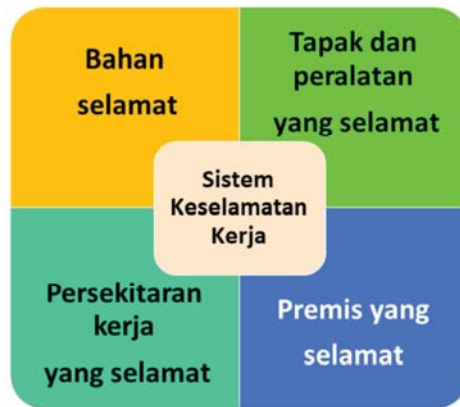 Bahan
selamat
Tapak dan
peralatan
yang selamat
Sistem
Keselamatan
Kerja
Persekitaran
kerja
yang selamat
Premis yang
selamat